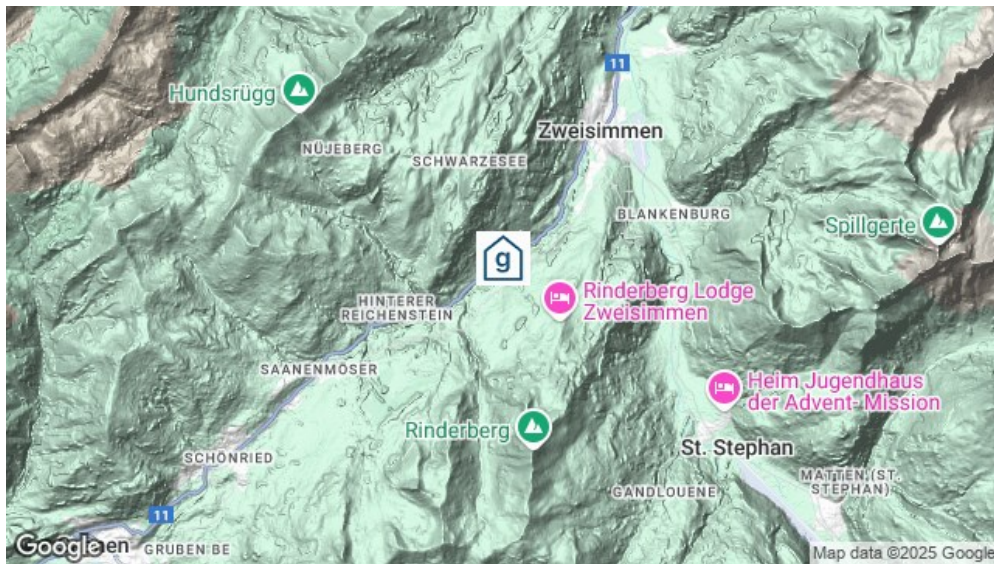 11
Hundsrügg
Zweisimmen
NÜJEBERG
SCHWARZESEE
BLANKENBURG
Spillgerte
g
Rinderberg Lodge
Zweisimmen
HINTERER
REICHENSTEIN
SAANENMÖSER
Heim Jugendhaus
der Advent- Mission
Rinderberg
St. Stephan
SCHÖNRIED
MATTEN (ST.
STEPHAN)
GANDLOUENE
11
Google
GRUBEN BE
Map data ©2025 Google